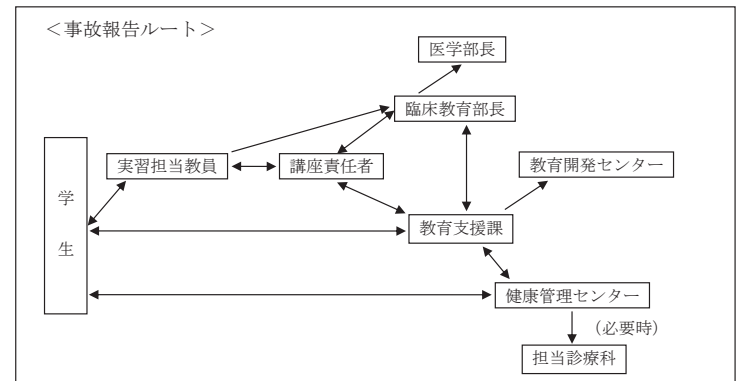 ＜事故報告ルート＞
医学部長
臨床教育部長
実習担当教員
講座責任者
教育開発センター
学生
教育支援課
健康管理センター
（必要時）
担当診療科